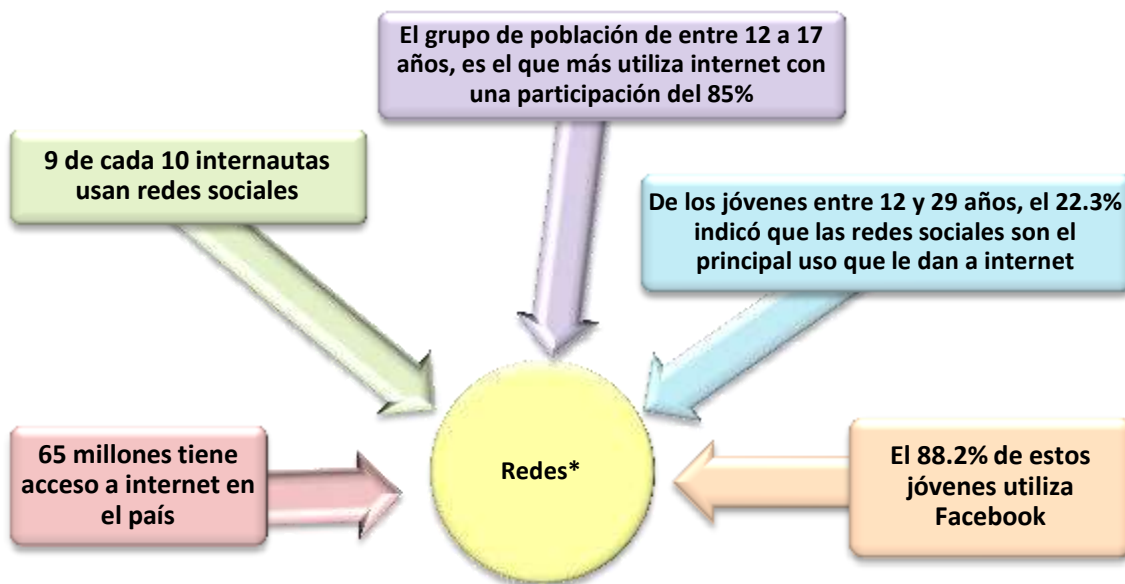 El grupo de población de entre 12 a 17
años, es el que más utiliza internet con
una participación del 85%
9 de cada 10 internautas
usan redes sociales
De los jóvenes entre 12 y 29 años, el 22.3%
indicó que las redes sociales son el
principal uso que le dan a internet
65 millones tiene
acceso a internet en
el país
Redes*
El 88.2% de estos
jóvenes utiliza
Facebook